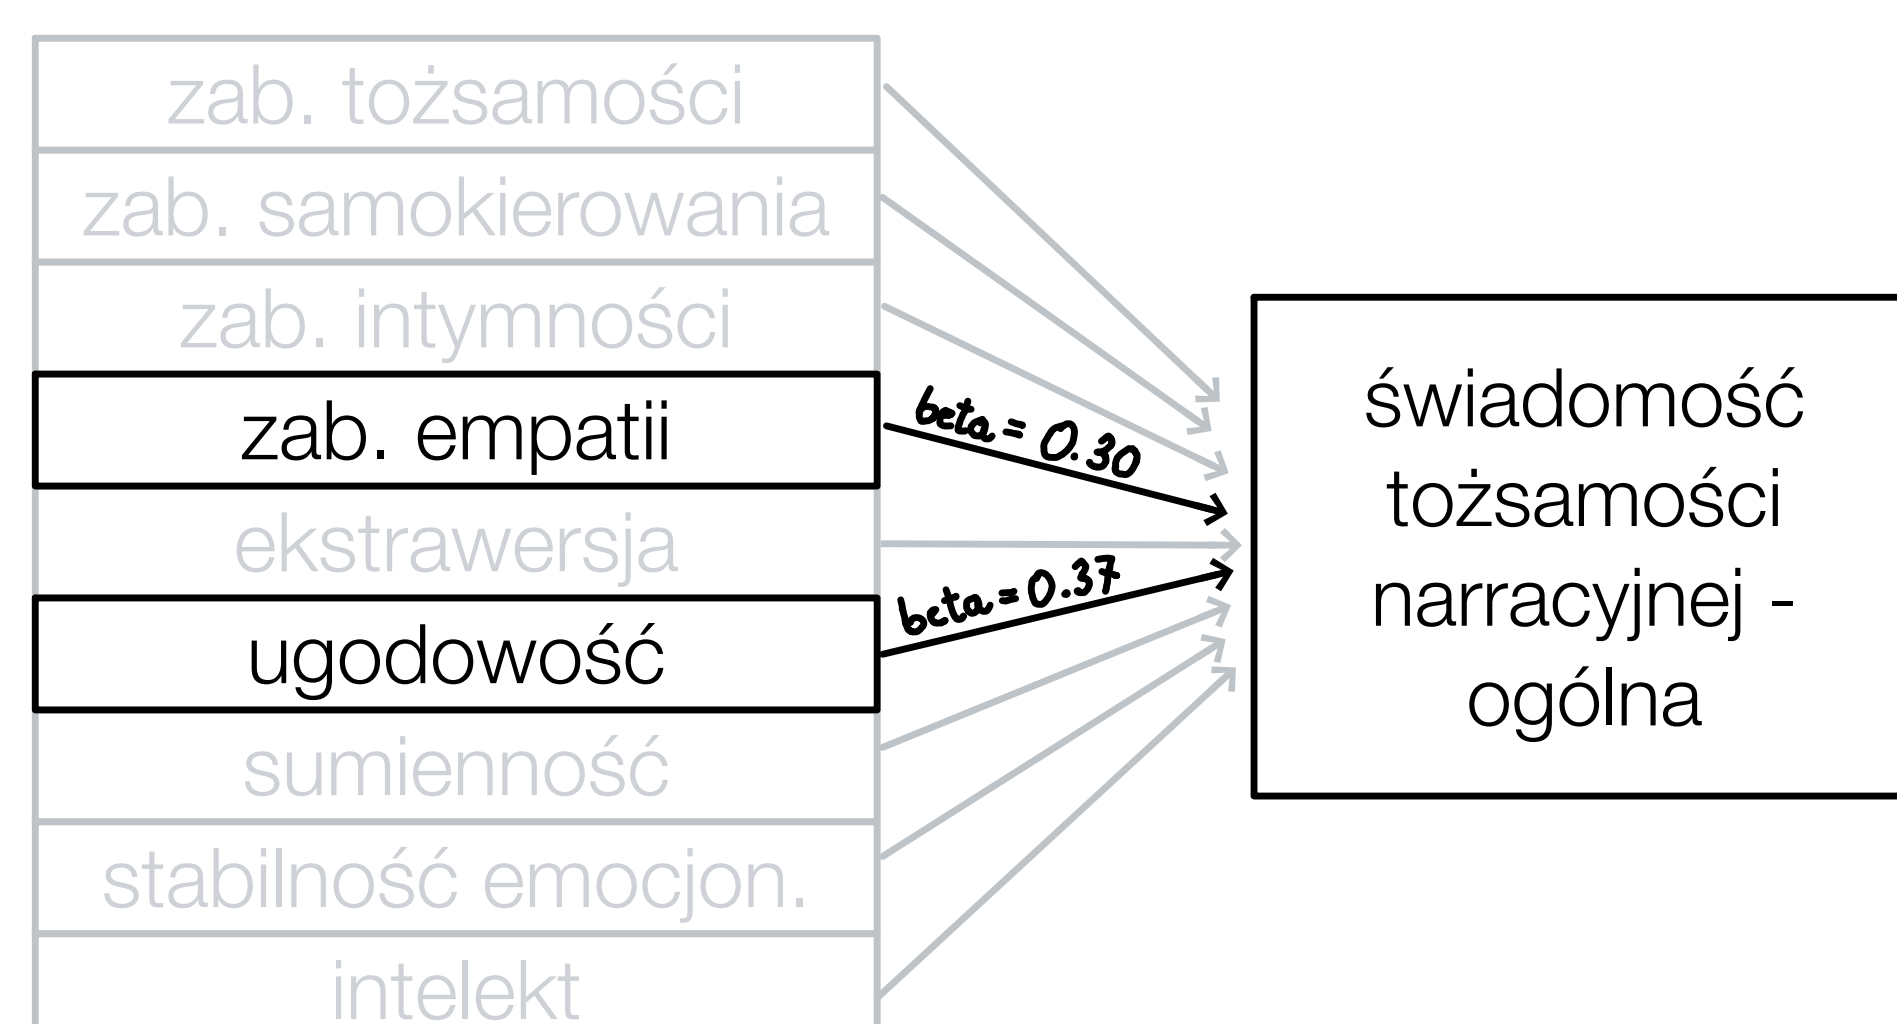 zab. tożsamości
zab. samokierowania
zab. intymności
zab. empatii
ekstrawersja
ugodowość
sumienność
stabilność emocjon.
intelekt
beta = 0.30
beta = 0.37
świadomość
tożsamości
narracyjnej -
ogólna